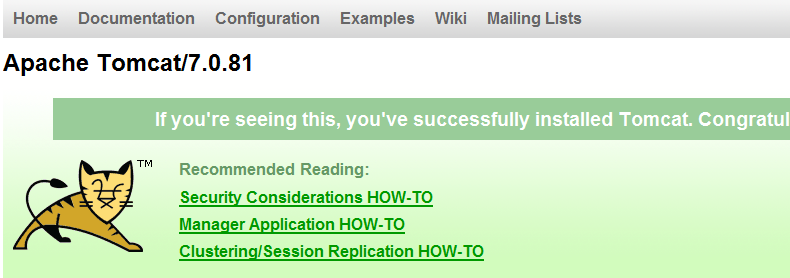 Home Documentation Configuration Examples Wiki Mailing Lists
Apache Tomcat/7.0.81
If you're seeing this, you've successfully installed Tomcat. Congratul
TM
Recommended Reading:
Security Considerations HOW-TO
Manager Application HOW-TO
Clustering/Session Replication HOW-TO